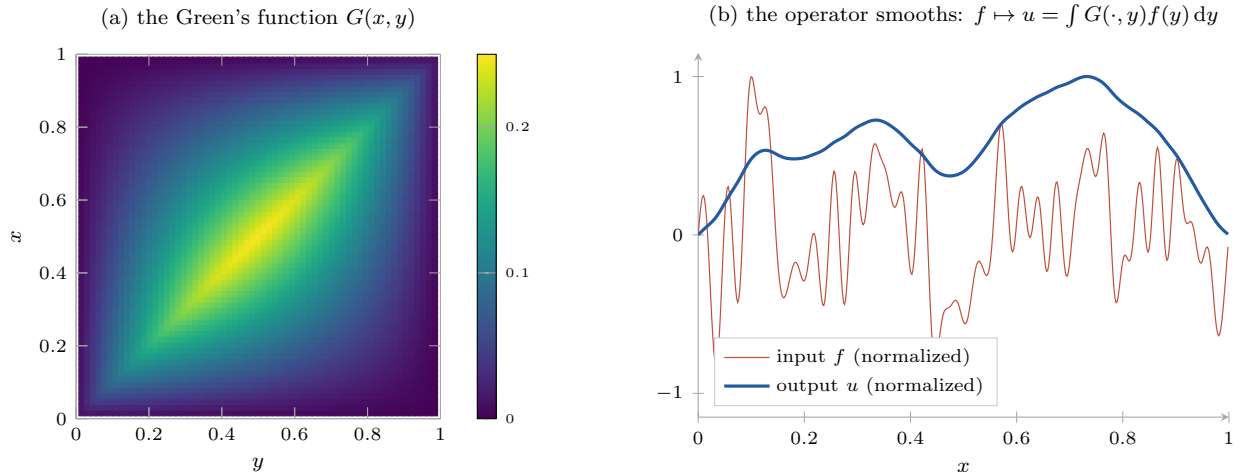 (a) the Green's function G(x, y)
1
0.8
0.6
0.4
0.2
0
x
0 0.2 0.4 0.6 0.8 1
y
0.2
0.1
0
(b) the operator smooths: f ↦ u = ∫ G(·, y)f(y) dy
1
0
−1
input f (normalized)
output u (normalized)
0 0.2 0.4 0.6 0.8 1
x